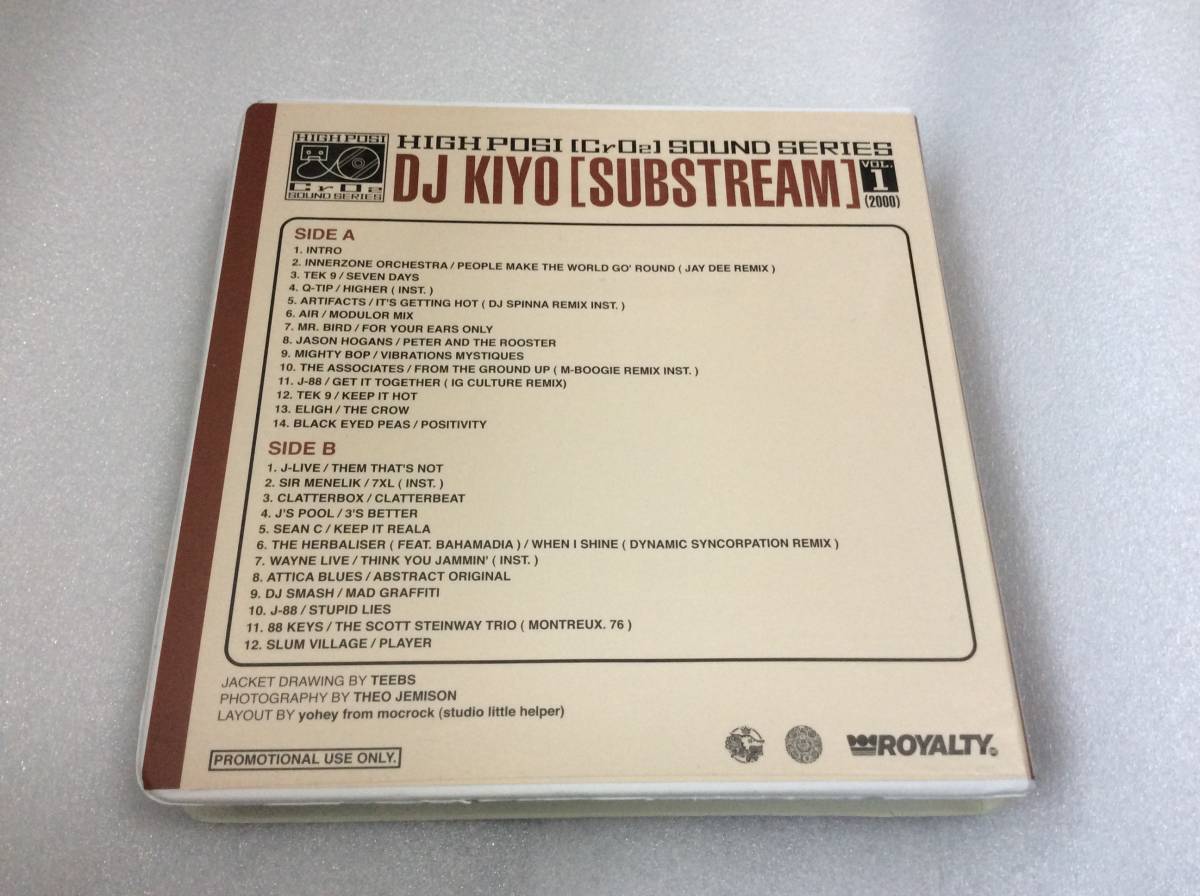 HIGH POSI
CrO2
SOUND SERIES
HIGH POSI [CrO2] SOUND SERIES
DJ KIYO [SUBSTREAM]
VOL.
1
(2000)
SIDE A
1. INTRO
2. INNERZONE ORCHESTRA / PEOPLE MAKE THE WORLD GO' ROUND ( JAY DEE REMIX )
3. TEK 9 / SEVEN DAYS
4. Q-TIP / HIGHER ( INST. )
5. ARTIFACTS / IT'S GETTING HOT ( DJ SPINNA REMIX INST. )
6. AIR / MODULOR MIX
7. MR. BIRD / FOR YOUR EARS ONLY
8. JASON HOGANS / PETER AND THE ROOSTER
9. MIGHTY BOP / VIBRATIONS MYSTIQUES
10. THE ASSOCIATES / FROM THE GROUND UP ( M-BOOGIE REMIX INST. )
11. J-88 / GET IT TOGETHER ( IG CULTURE REMIX)
12. TEK 9 / KEEP IT HOT
13. ELIGH / THE CROW
14. BLACK EYED PEAS / POSITIVITY
SIDE B
1. J-LIVE / THEM THAT'S NOT
2. SIR MENELIK / 7XL ( INST. )
3. CLATTERBOX / CLATTERBEAT
4. J'S POOL / 3'S BETTER
5. SEAN C / KEEP IT REALA
6. THE HERBALISER ( FEAT. BAHAMADIA ) / WHEN I SHINE ( DYNAMIC SYNCORPATION REMIX )
7. WAYNE LIVE / THINK YOU JAMMIN' ( INST. )
8. ATTICA BLUES / ABSTRACT ORIGINAL
9. DJ SMASH / MAD GRAFFITI
10. J-88 / STUPID LIES
11. 88 KEYS / THE SCOTT STEINWAY TRIO ( MONTREUX. 76 )
12. SLUM VILLAGE / PLAYER
JACKET DRAWING BY TEEBS
PHOTOGRAPHY BY THEO JEMISON
LAYOUT BY yohey from mocrock (studio little helper)
PROMOTIONAL USE ONLY.
ROYALTY